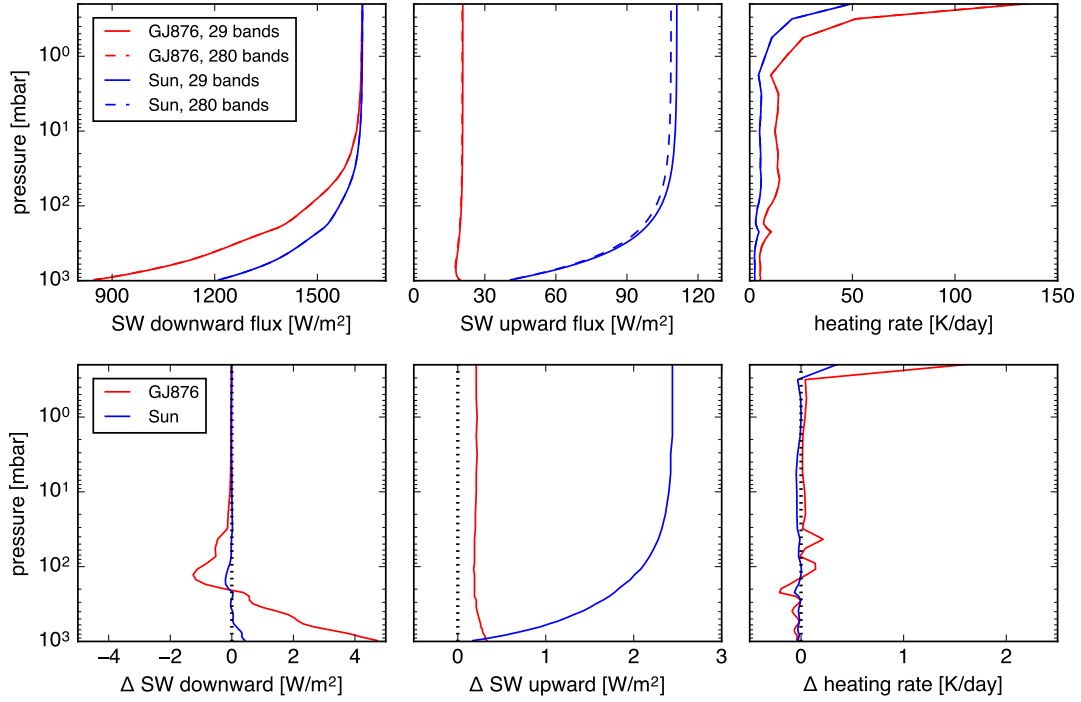 GJ876, 29 bands
GJ876, 280 bands
Sun, 29 bands
Sun, 280 bands
pressure [mbar]
10⁰
10¹
10²
10³
900 1200 1500
SW downward flux [W/m²]
0 30 60 90 120
SW upward flux [W/m²]
0 50 100 150
heating rate [K/day]
GJ876
Sun
pressure [mbar]
10⁰
10¹
10²
10³
−4 −2 0 2 4
Δ SW downward [W/m²]
0 1 2 3
Δ SW upward [W/m²]
0 1 2
Δ heating rate [K/day]